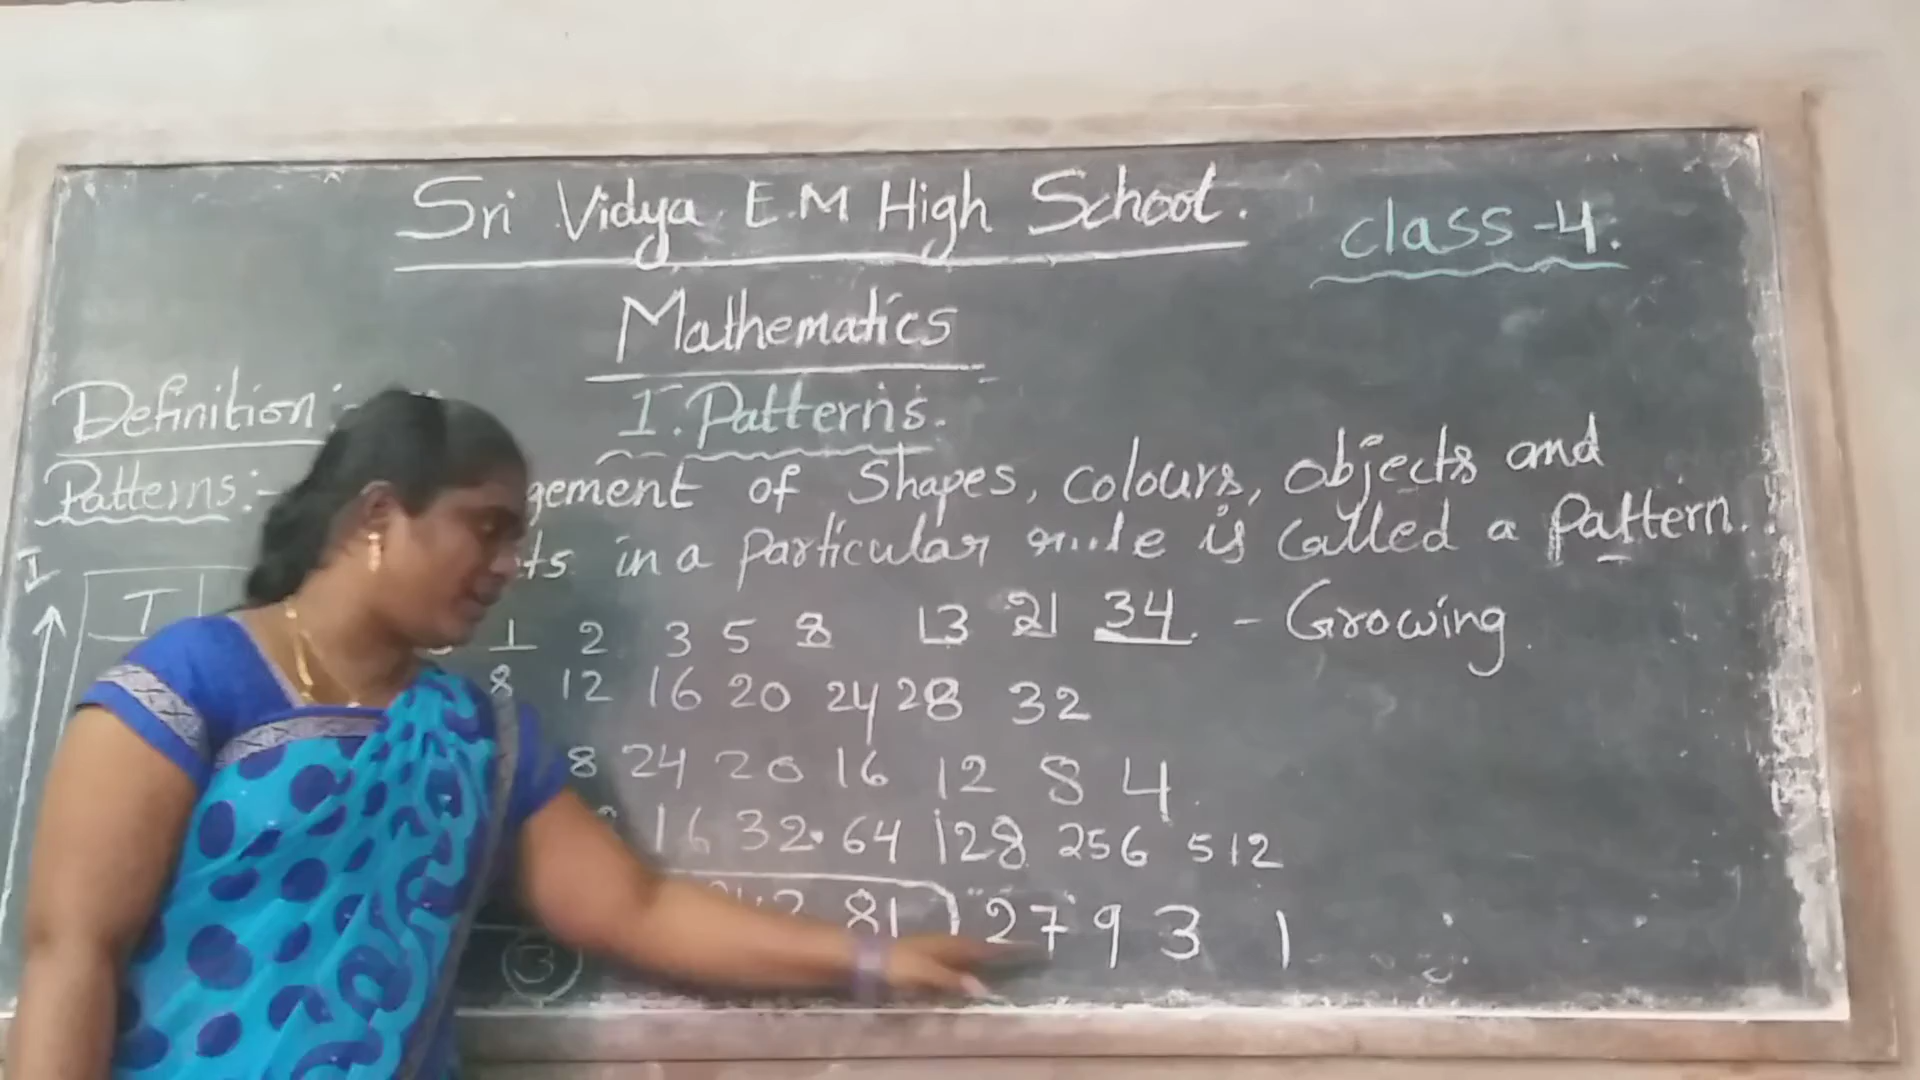 Sri Vidya E.M High School.
class-4.
Mathematics
Definition:-
1. Patterns.
Patterns:- gement of Shapes, colours, objects and
ts in a particular rule is called a Pattern.
I
I
1 2 3 5 8 13 21 34 - Growing
8 12 16 20 24 28 32
8 24 20 16 12 8 4
16 32 64 128 256 512
81 27 9 3 1
3